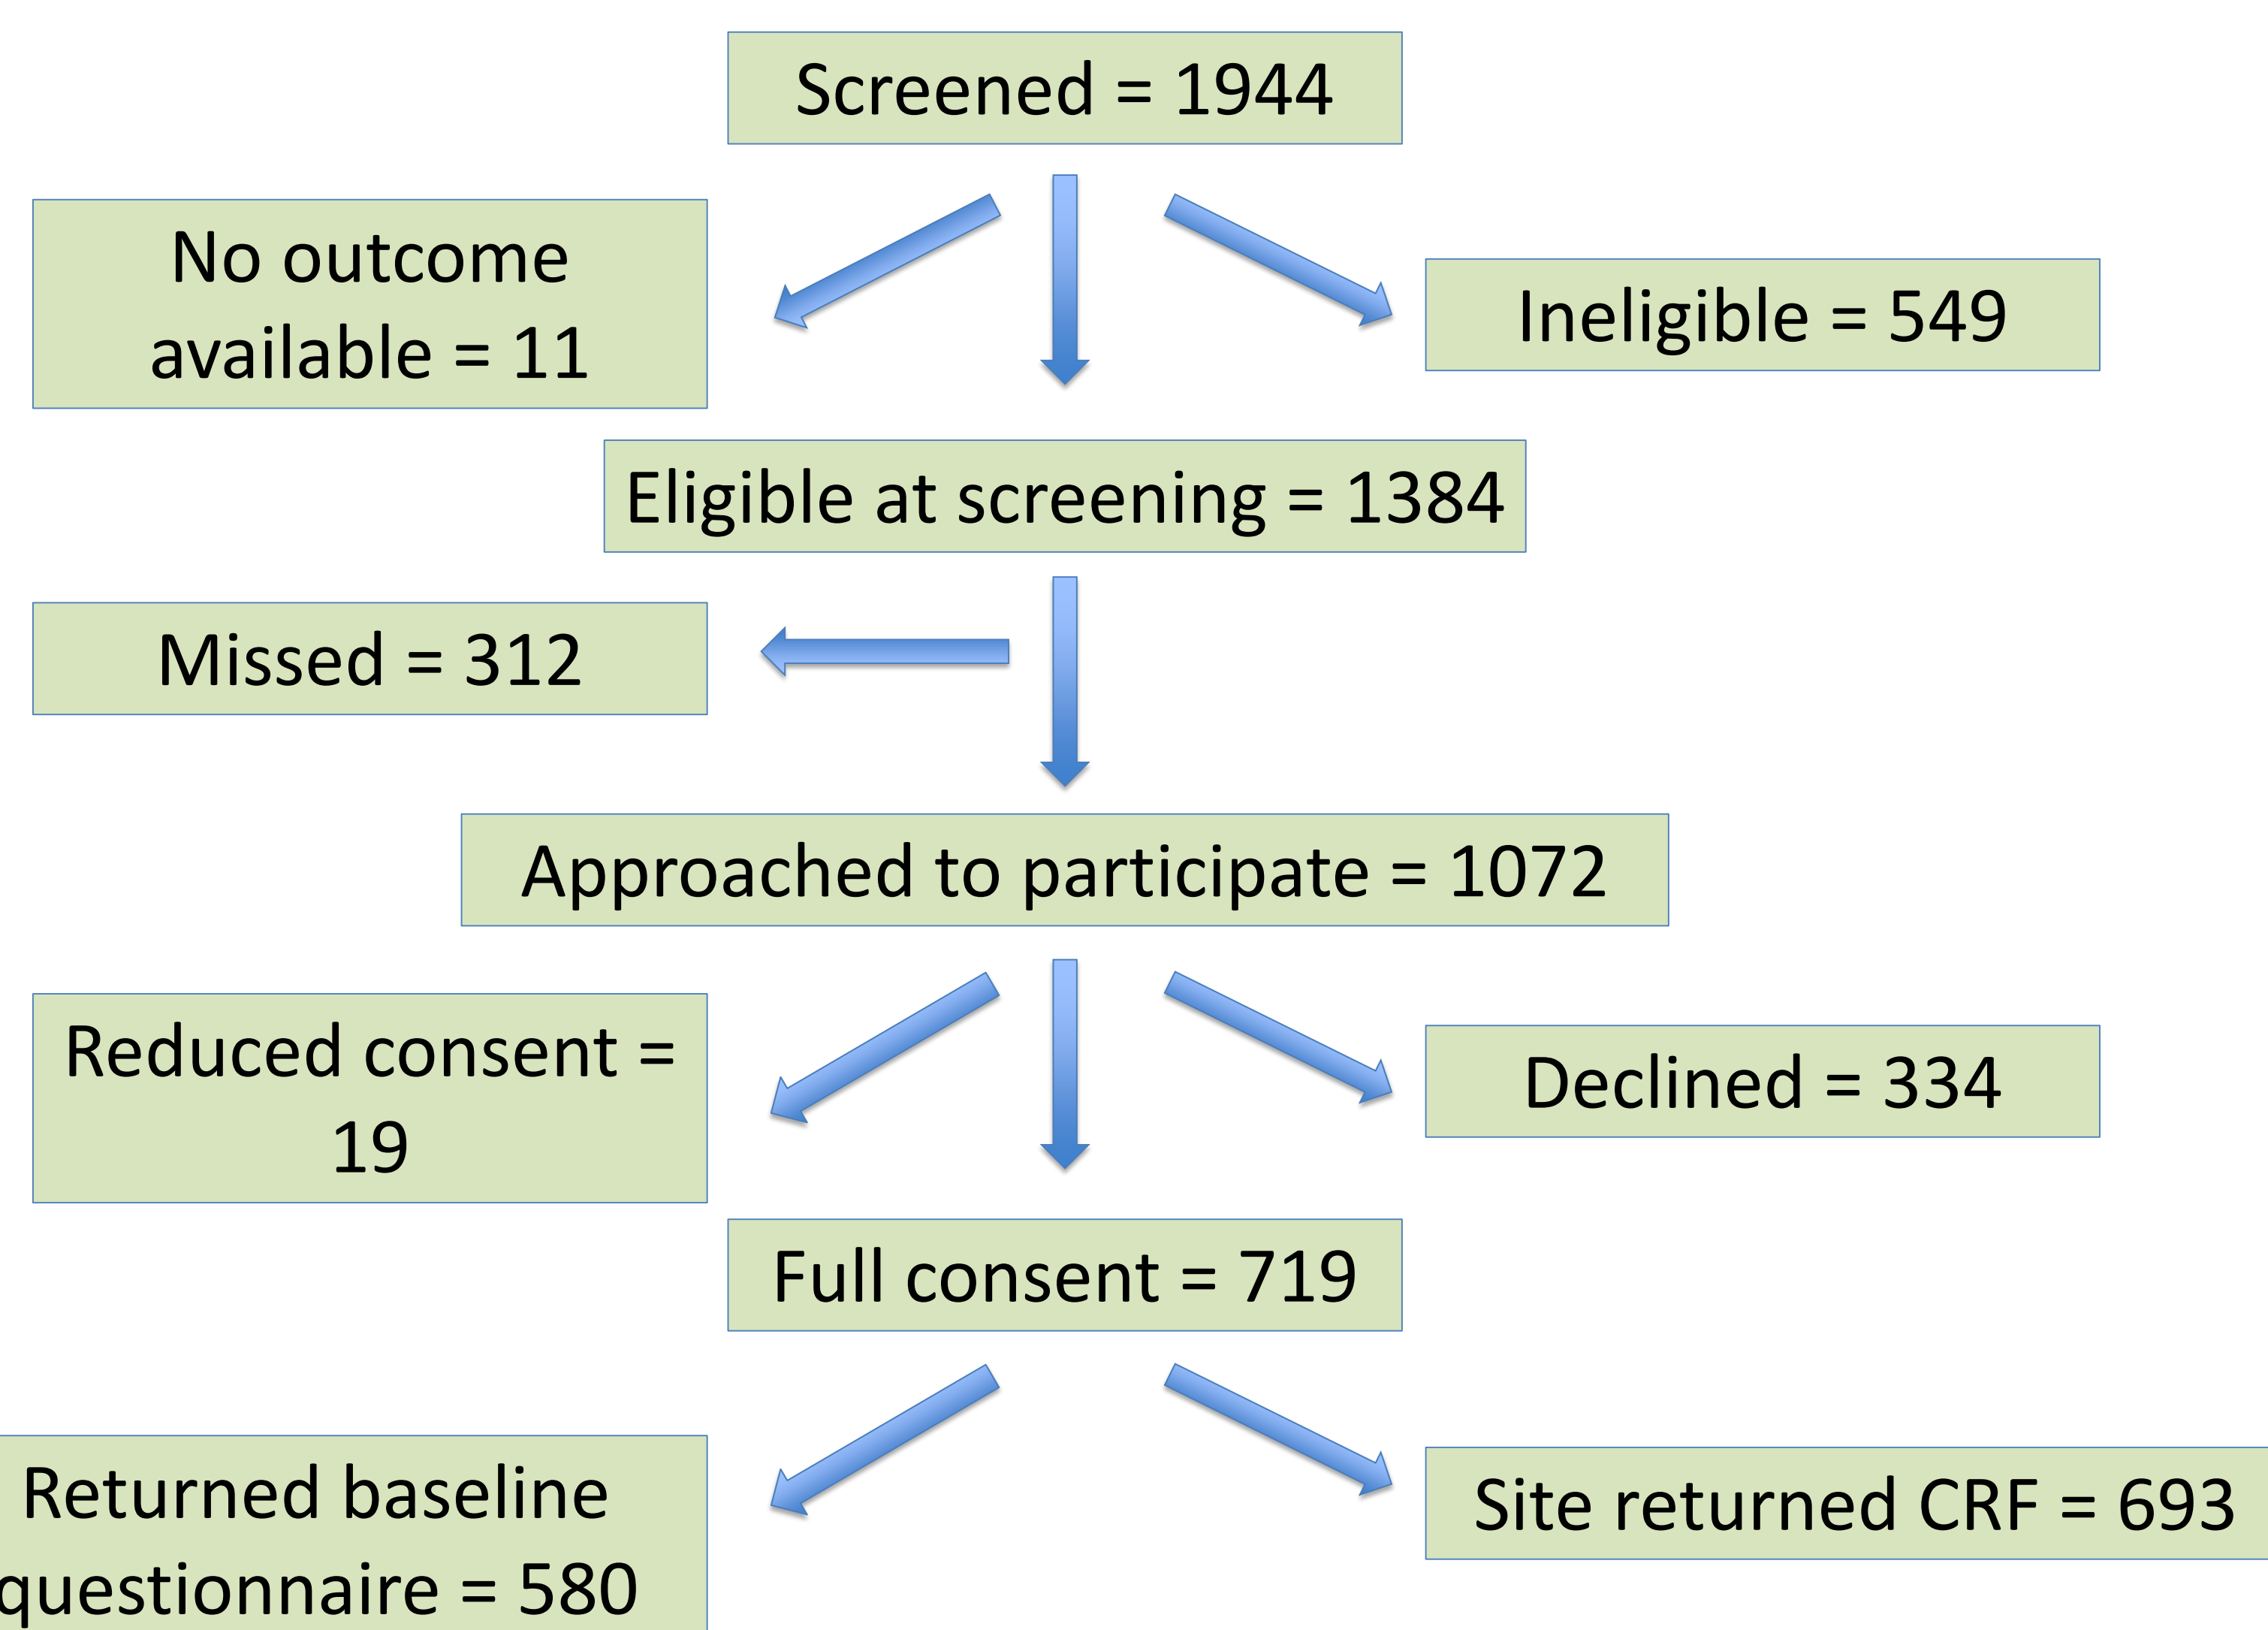 Screened = 1944
No outcome
available = 11
Ineligible = 549
Eligible at screening = 1384
Missed = 312
Approached to participate = 1072
Reduced consent =
19
Declined = 334
Full consent = 719
Returned baseline
questionnaire = 580
Site returned CRF = 693